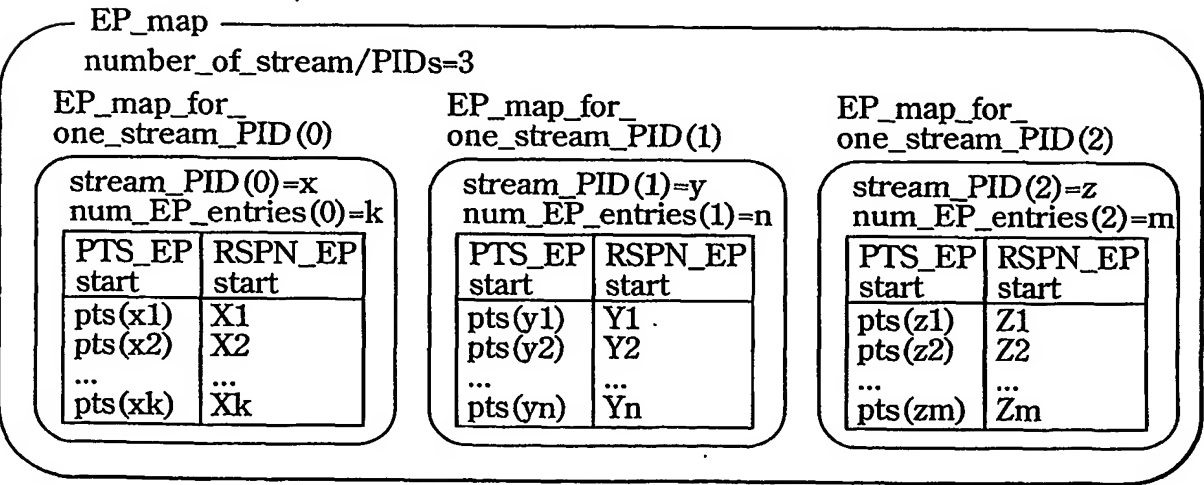 EP_map
number_of_stream/PIDs=3
EP_map_for_
one_stream_PID(0)
stream_PID(0)=x
num_EP_entries(0)=k
PTS_EP RSPN_EP
start start
pts(x1) X1
pts(x2) X2
... ...
pts(xk) Xk
EP_map_for_
one_stream_PID(1)
stream_PID(1)=y
num_EP_entries(1)=n
PTS_EP RSPN_EP
start start
pts(y1) Y1
pts(y2) Y2
... ...
pts(yn) Yn
EP_map_for_
one_stream_PID(2)
stream_PID(2)=z
num_EP_entries(2)=m
PTS_EP RSPN_EP
start start
pts(z1) Z1
pts(z2) Z2
... ...
pts(zm) Zm